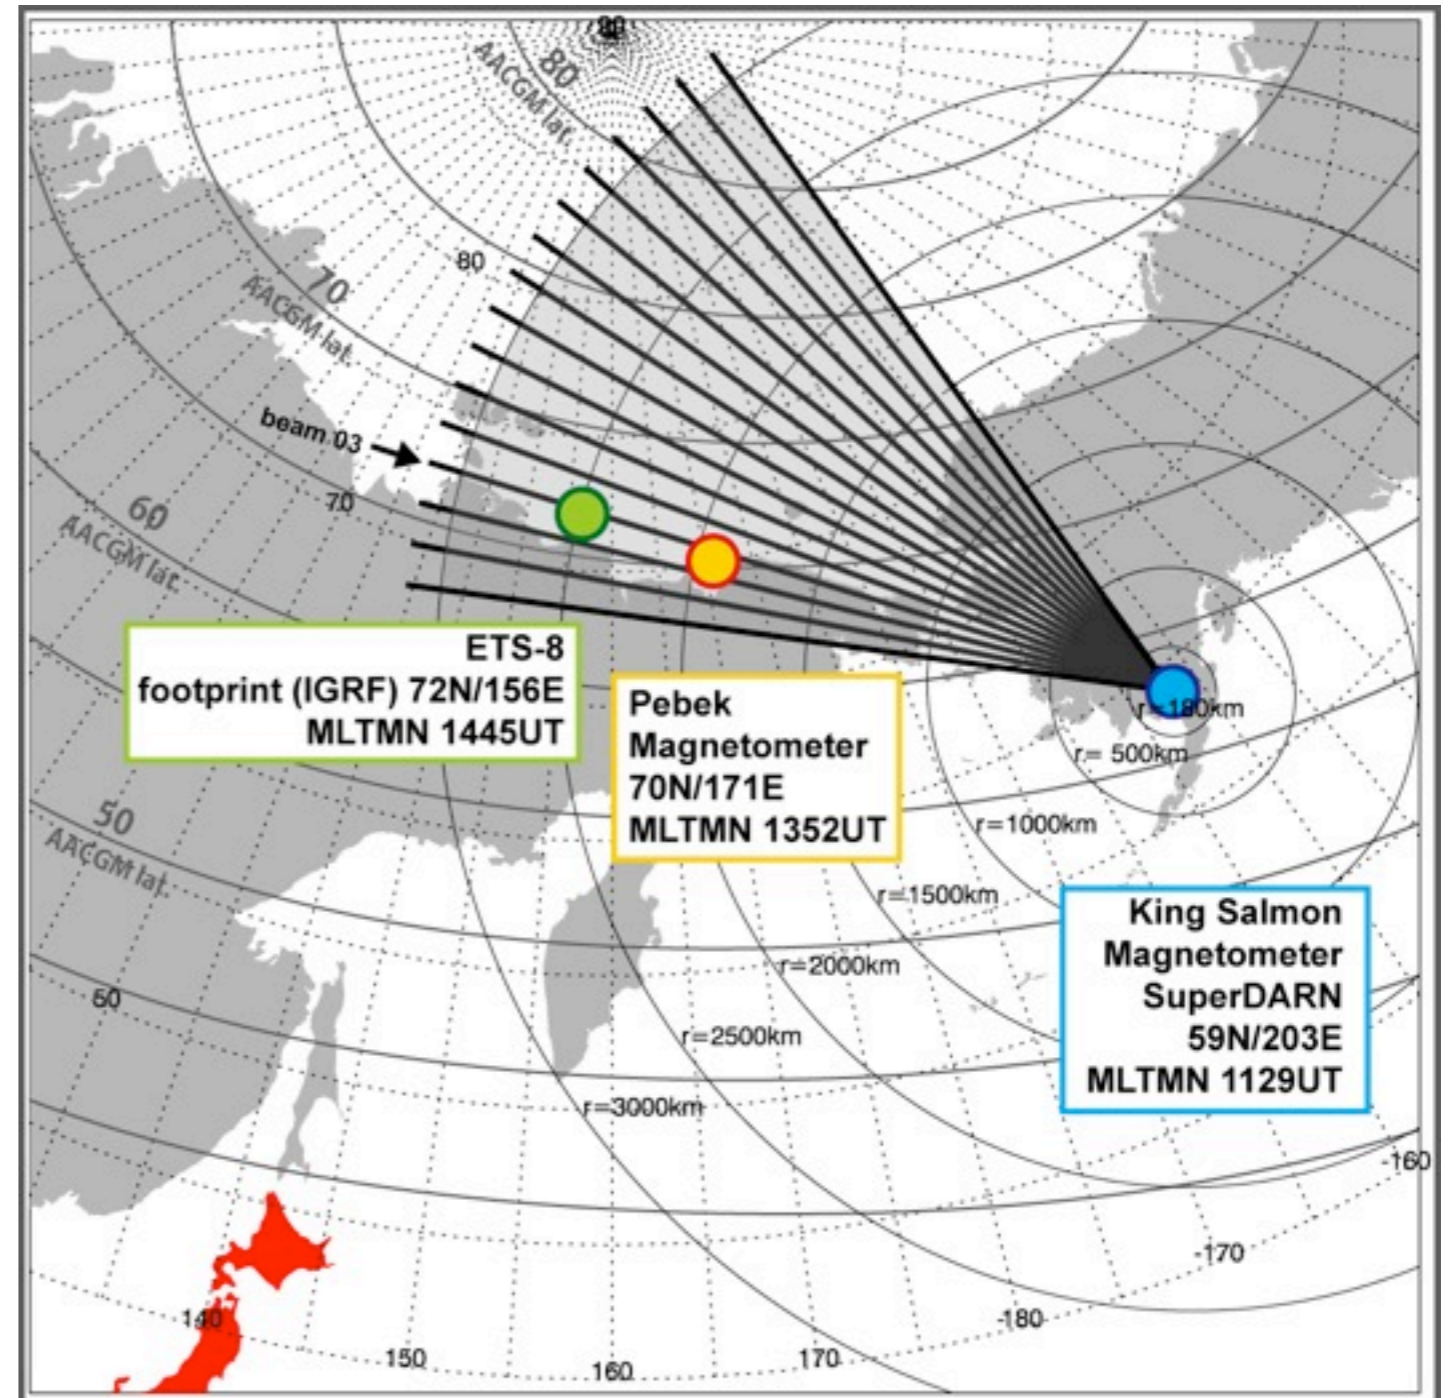 90
80
AACGM lat.
80
70
AACGM lat.
beam 03
70
60
AACGM lat.
ETS-8
footprint (IGRF) 72N/156E
MLTMN 1445UT
Pebek
Magnetometer
70N/171E
MLTMN 1352UT
r=180km
r= 500km
r=1000km
r=1500km
r=2000km
r=2500km
r=3000km
50
AACGM lat.
King Salmon
Magnetometer
SuperDARN
59N/203E
MLTMN 1129UT
50
-160
-170
-180
140
150
160
170